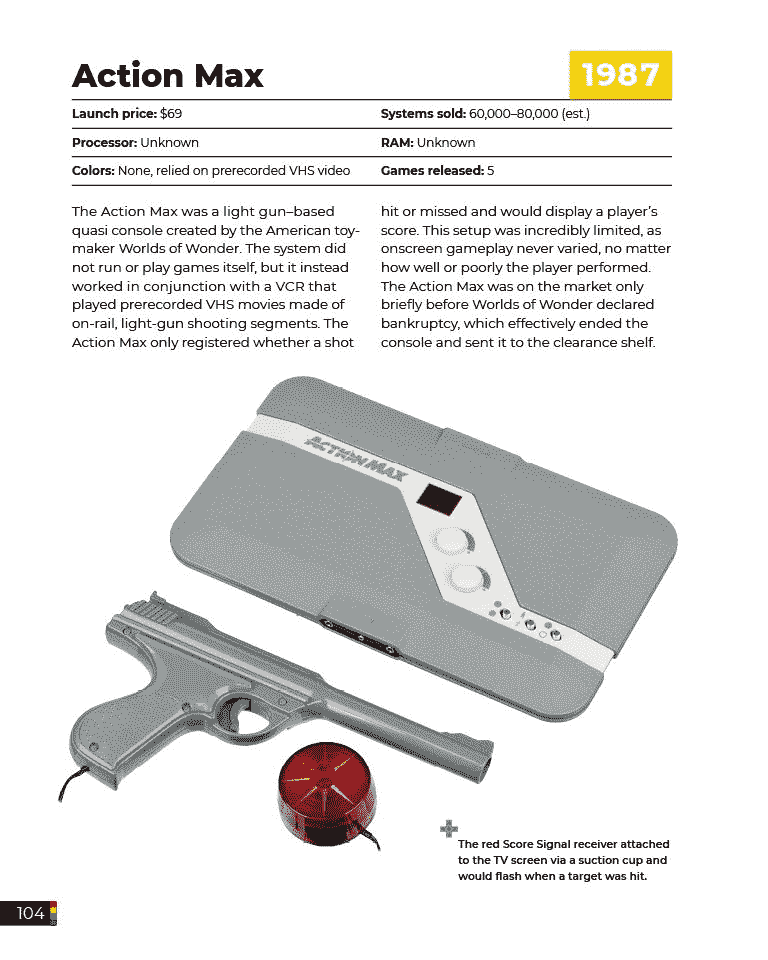 Action Max
1987
Launch price: $69
Systems sold: 60,000–80,000 (est.)
Processor: Unknown
RAM: Unknown
Colors: None, relied on prerecorded VHS video
Games released: 5
The Action Max was a light gun–based
quasi console created by the American toy-
maker Worlds of Wonder. The system did
not run or play games itself, but it instead
worked in conjunction with a VCR that
played prerecorded VHS movies made of
on-rail, light-gun shooting segments. The
Action Max only registered whether a shot
hit or missed and would display a player’s
score. This setup was incredibly limited, as
onscreen gameplay never varied, no matter
how well or poorly the player performed.
The Action Max was on the market only
briefly before Worlds of Wonder declared
bankruptcy, which effectively ended the
console and sent it to the clearance shelf.
ACTION MAX
The red Score Signal receiver attached
to the TV screen via a suction cup and
would flash when a target was hit.
104